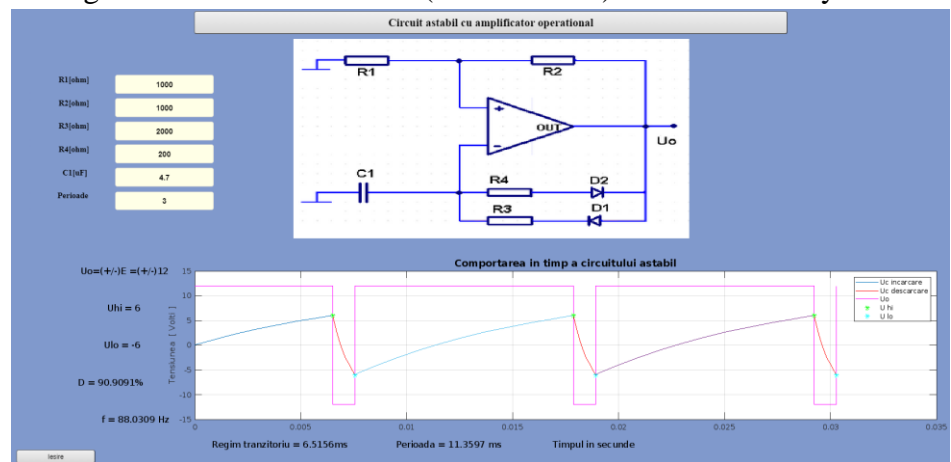 Circuit astabil cu amplificator operational
R1[ohm] 1000
R2[ohm] 1000
R3[ohm] 2000
R4[ohm] 200
C1[uF] 4.7
Perioade 3
R1
R2
+
OUT
-
Uo
C1
R4
D2
R3
D1
Comportarea in timp a circuitului astabil
Uo=(+/-)E =(+/-)12
Uhi = 6
Ulo = -6
D = 90.9091%
f = 88.0309 Hz
Tensiunea [ Volti ]
15
10
5
0
-5
-10
-15
Uc incarcare
Uc descarcare
Uo
U hi
U lo
0 0.005 0.01 0.015 0.02 0.025 0.03 0.035
Regim tranzitoriu = 6.5156ms Perioada = 11.3597 ms Timpul in secunde
Iesire